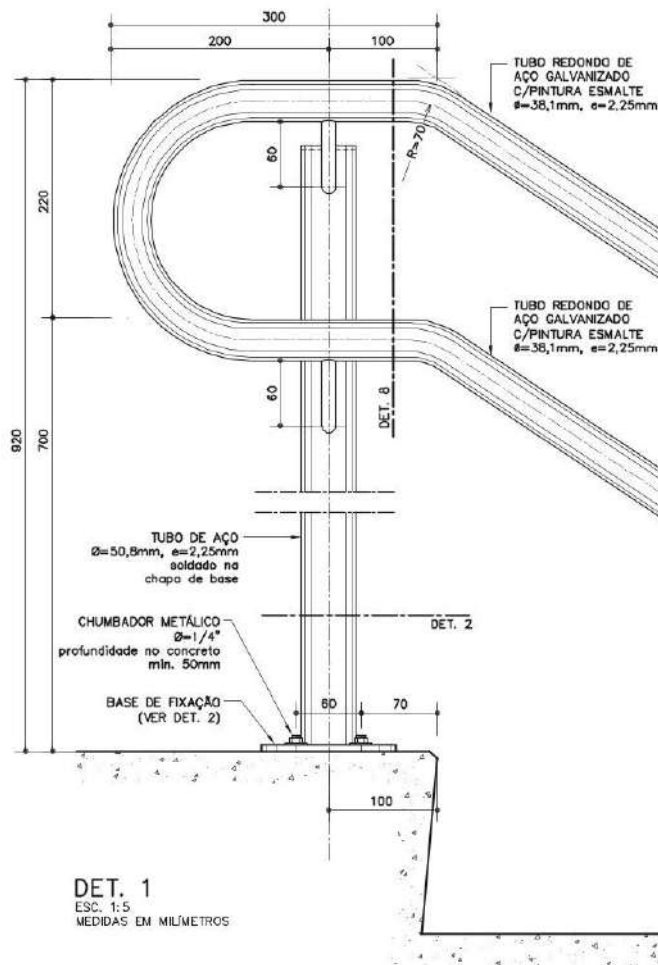 300
200
100
TUBO REDONDO DE
AÇO GALVANIZADO
C/PINTURA ESMALTE
ø=38,1mm, e=2,25mm
60
R=70
220
TUBO REDONDO DE
AÇO GALVANIZADO
C/PINTURA ESMALTE
ø=38,1mm, e=2,25mm
60
DET. 8
920
700
TUBO DE AÇO
Ø=50,8mm, e=2,25mm
soldado na
chapa de base
DET. 2
CHUMBADOR METÁLICO
Ø=1/4"
profundidade no concreto
min. 50mm
BASE DE FIXAÇÃO
(VER DET. 2)
60
70
100
DET. 1
ESC. 1:5
MEDIDAS EM MILÍMETROS